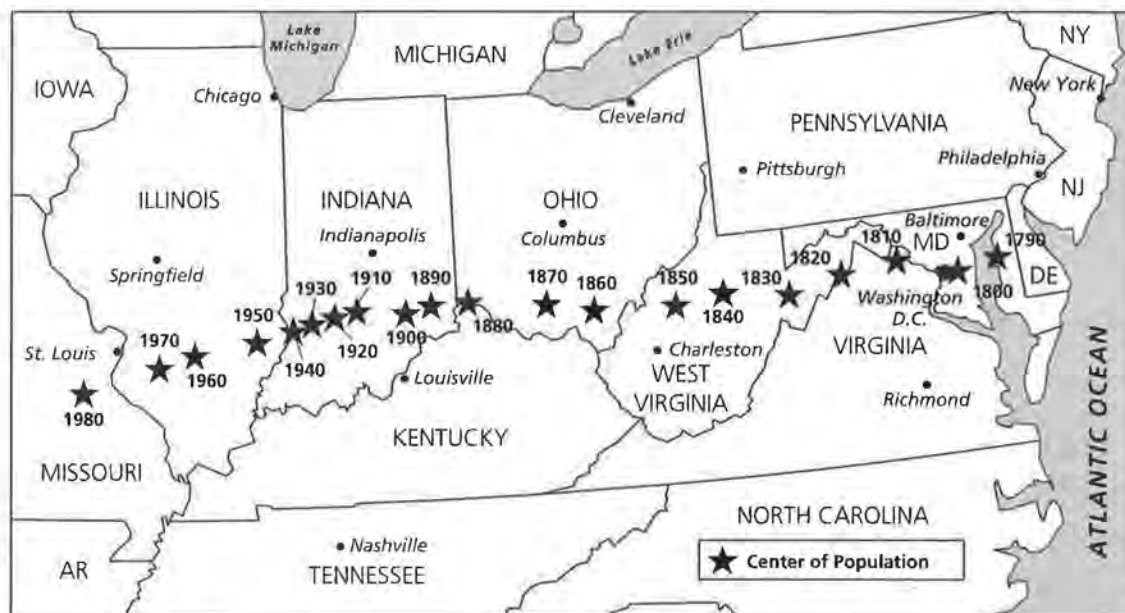 NY
Lake
Michigan
MICHIGAN
Lake Erie
IOWA
Chicago
Cleveland
New York
PENNSYLVANIA
Pittsburgh
Philadelphia
ILLINOIS
INDIANA
OHIO
NJ
Indianapolis
Columbus
Baltimore
MD
1810
1790
1820
DE
Springfield
1930
1910
1890
1870
1860
1850
1830
1840
1800
Washington
D.C.
1950
1900
1880
1940
1920
1970
1960
St. Louis
1980
Charleston
WEST
VIRGINIA
VIRGINIA
Louisville
Richmond
KENTUCKY
MISSOURI
ATLANTIC OCEAN
NORTH CAROLINA
Nashville
TENNESSEE
AR
Center of Population